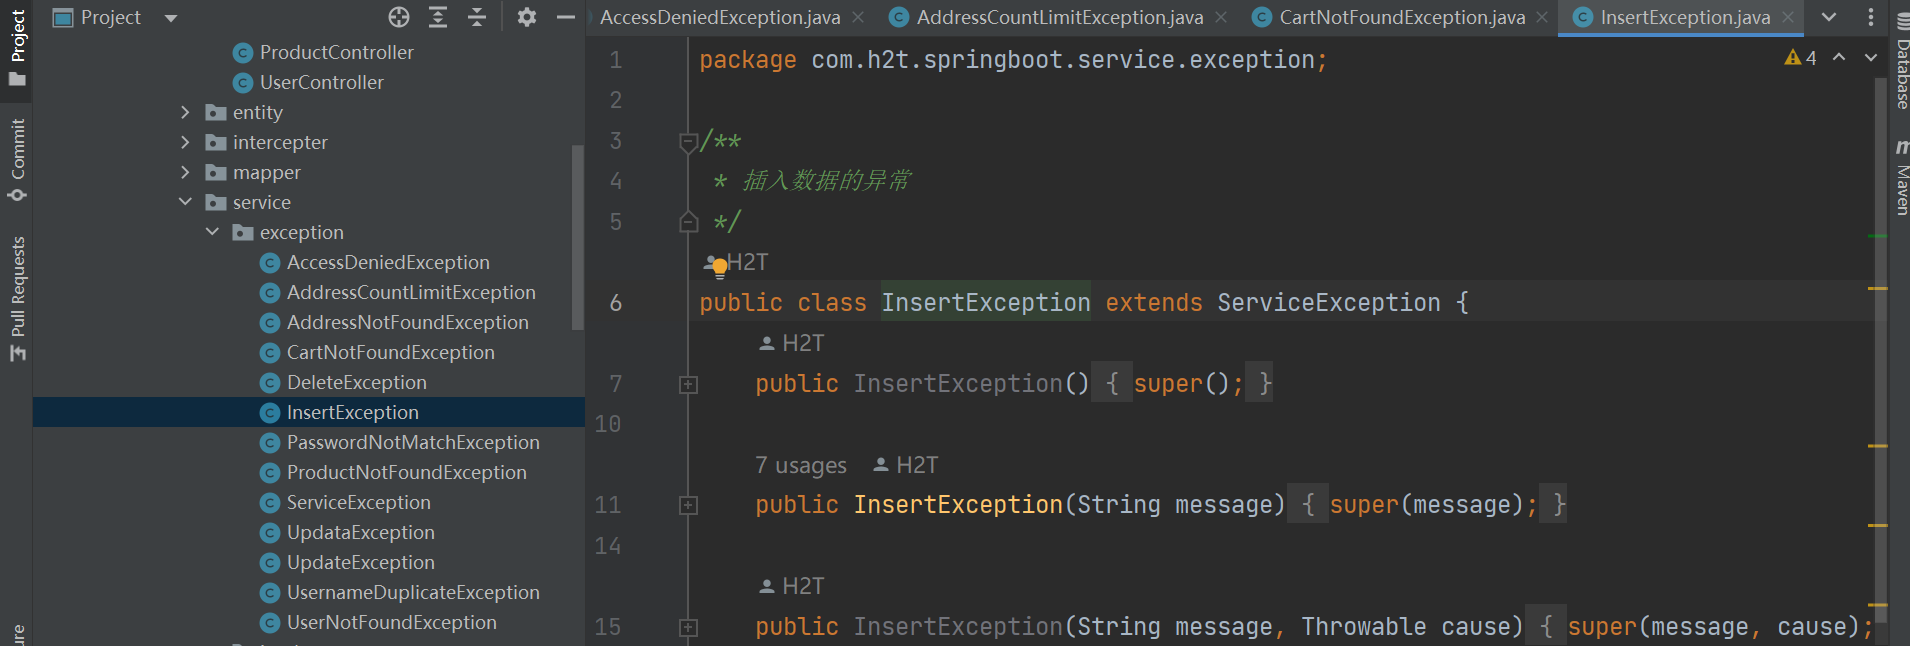 Project
AccessDeniedException.java
AddressCountLimitException.java
CartNotFoundException.java
InsertException.java
Project
Commit
Pull Requests
ProductController
UserController
entity
intercepter
mapper
service
exception
AccessDeniedException
AddressCountLimitException
AddressNotFoundException
CartNotFoundException
DeleteException
InsertException
PasswordNotMatchException
ProductNotFoundException
ServiceException
UpdataException
UpdateException
UsernameDuplicateException
UserNotFoundException
1 package com.h2t.springboot.service.exception;
4
2
3 /**
4 * 插入数据的异常
5 */
H2T
6 public class InsertException extends ServiceException {
H2T
7 public InsertException() { super(); }
10
7 usages H2T
11 public InsertException(String message) { super(message); }
14
H2T
15 public InsertException(String message, Throwable cause) { super(message, cause);
Database
Maven